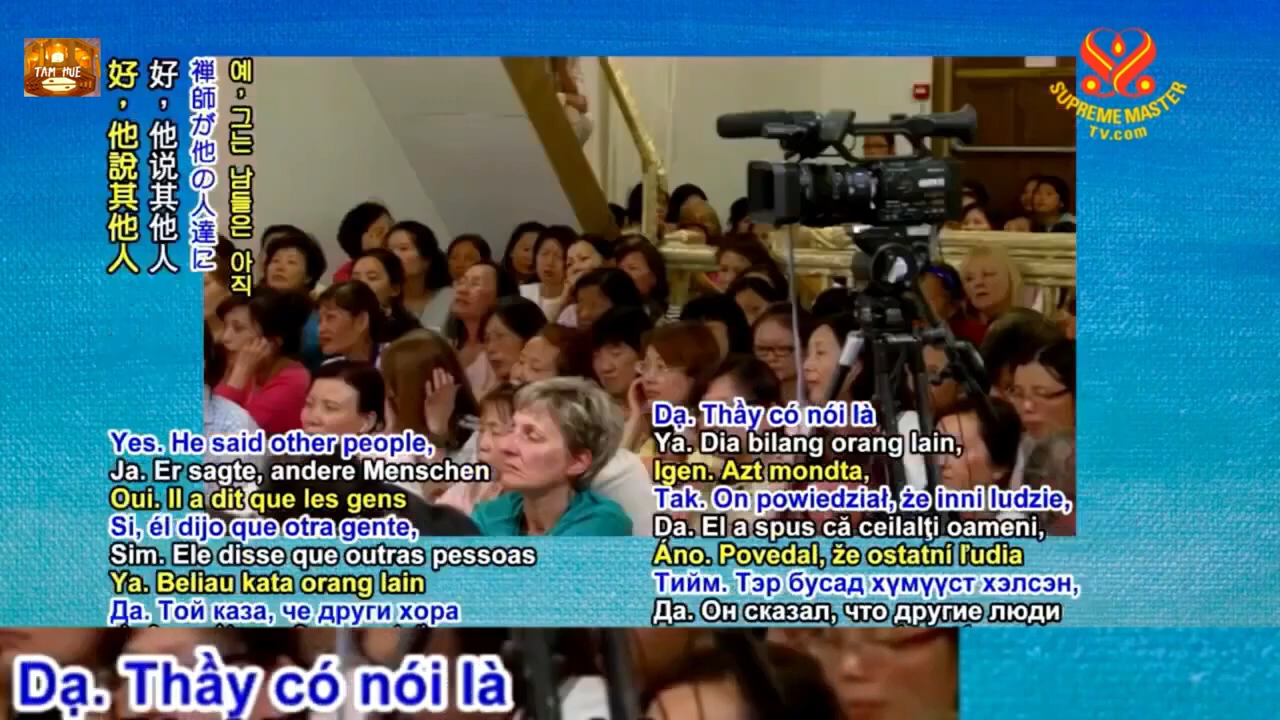 TAM HUE
SUPREME MASTER
TV.com
예, 그는 남들은 아직
禅師が他の人達に
好，他说其他人
好，他說其他人
Yes. He said other people,
Ja. Er sagte, andere Menschen
Oui. Il a dit que les gens
Si, él dijo que otra gente,
Sim. Ele disse que outras pessoas
Ya. Beliau kata orang lain
Да. Той каза, че други хора
Dạ. Thầy có nói là
Ya. Dia bilang orang lain,
Igen. Azt mondta,
Tak. On powiedział, że inni ludzie,
Da. El a spus că ceilalţi oameni,
Áno. Povedal, že ostatní ľudia
Тийм. Тэр бусад хүмүүст хэлсэн,
Да. Он сказал, что другие люди
Dạ. Thầy có nói là